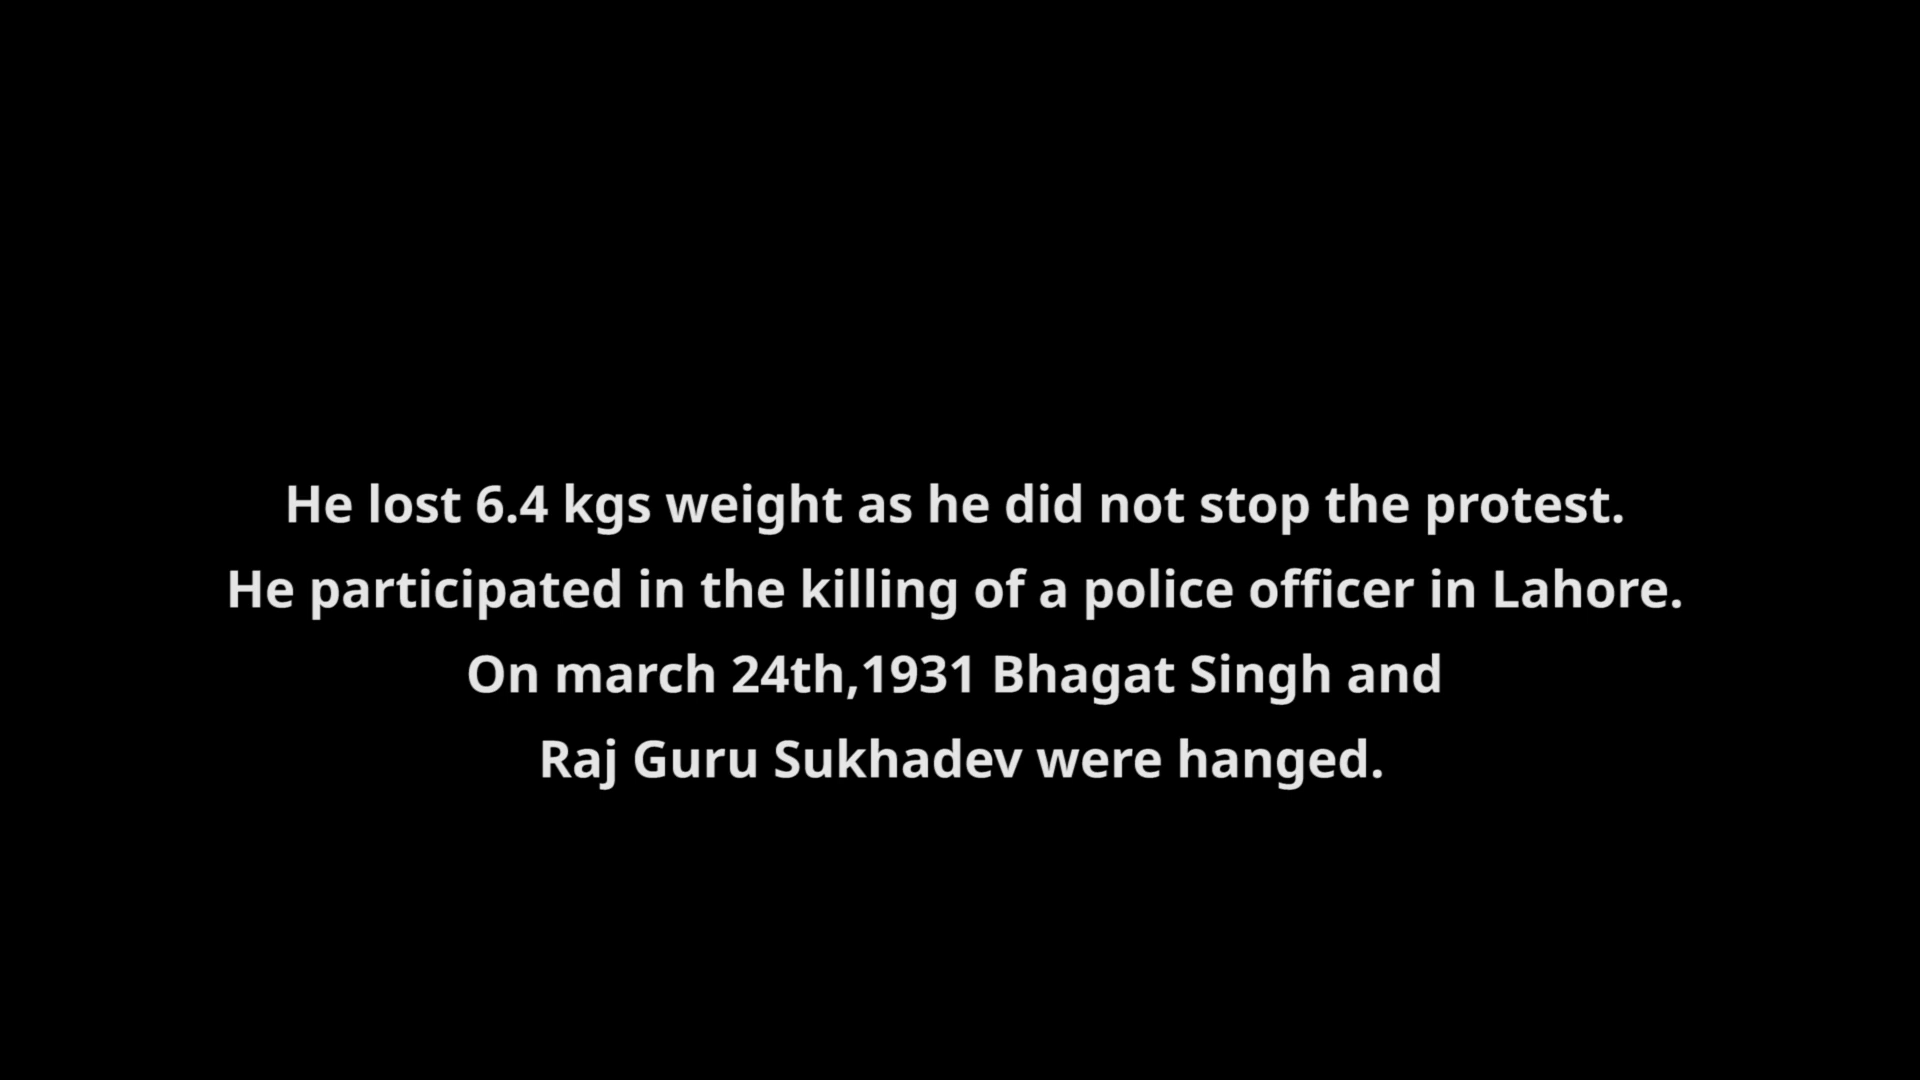 He lost 6.4 kgs weight as he did not stop the protest.
He participated in the killing of a police officer in Lahore.
On march 24th,1931 Bhagat Singh and
Raj Guru Sukhadev were hanged.